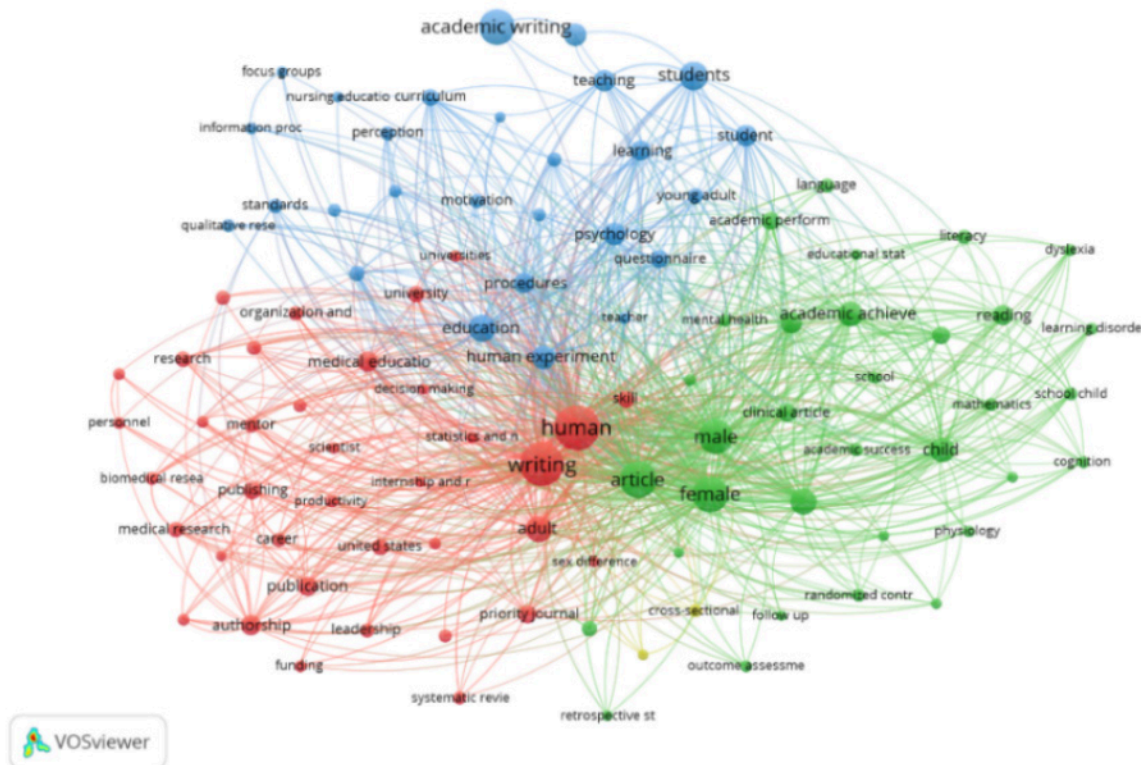 academic writing
students
teaching
focus groups
nursing educatio
curriculum
information proc
perception
student
learning
language
motivation
young adult
standards
academic perform
qualitative rese
psychology
literacy
dyslexia
universities
questionnaire
educational stat
procedures
university
organization and
academic achieve
reading
teacher
mental health
education
learning disorde
human experiment
research
medical educatio
school
decision making
school child
skill
mathematics
clinical article
personnel
mentor
human
male
statistics and n
scientist
academic success
child
cognition
writing
biomedical resea
internship and r
article
publishing
female
productivity
medical research
adult
physiology
career
united states
sex difference
publication
randomized contr
priority journal
cross-sectional
follow up
authorship
leadership
funding
outcome assessme
systematic revie
retrospective st
VOSviewer